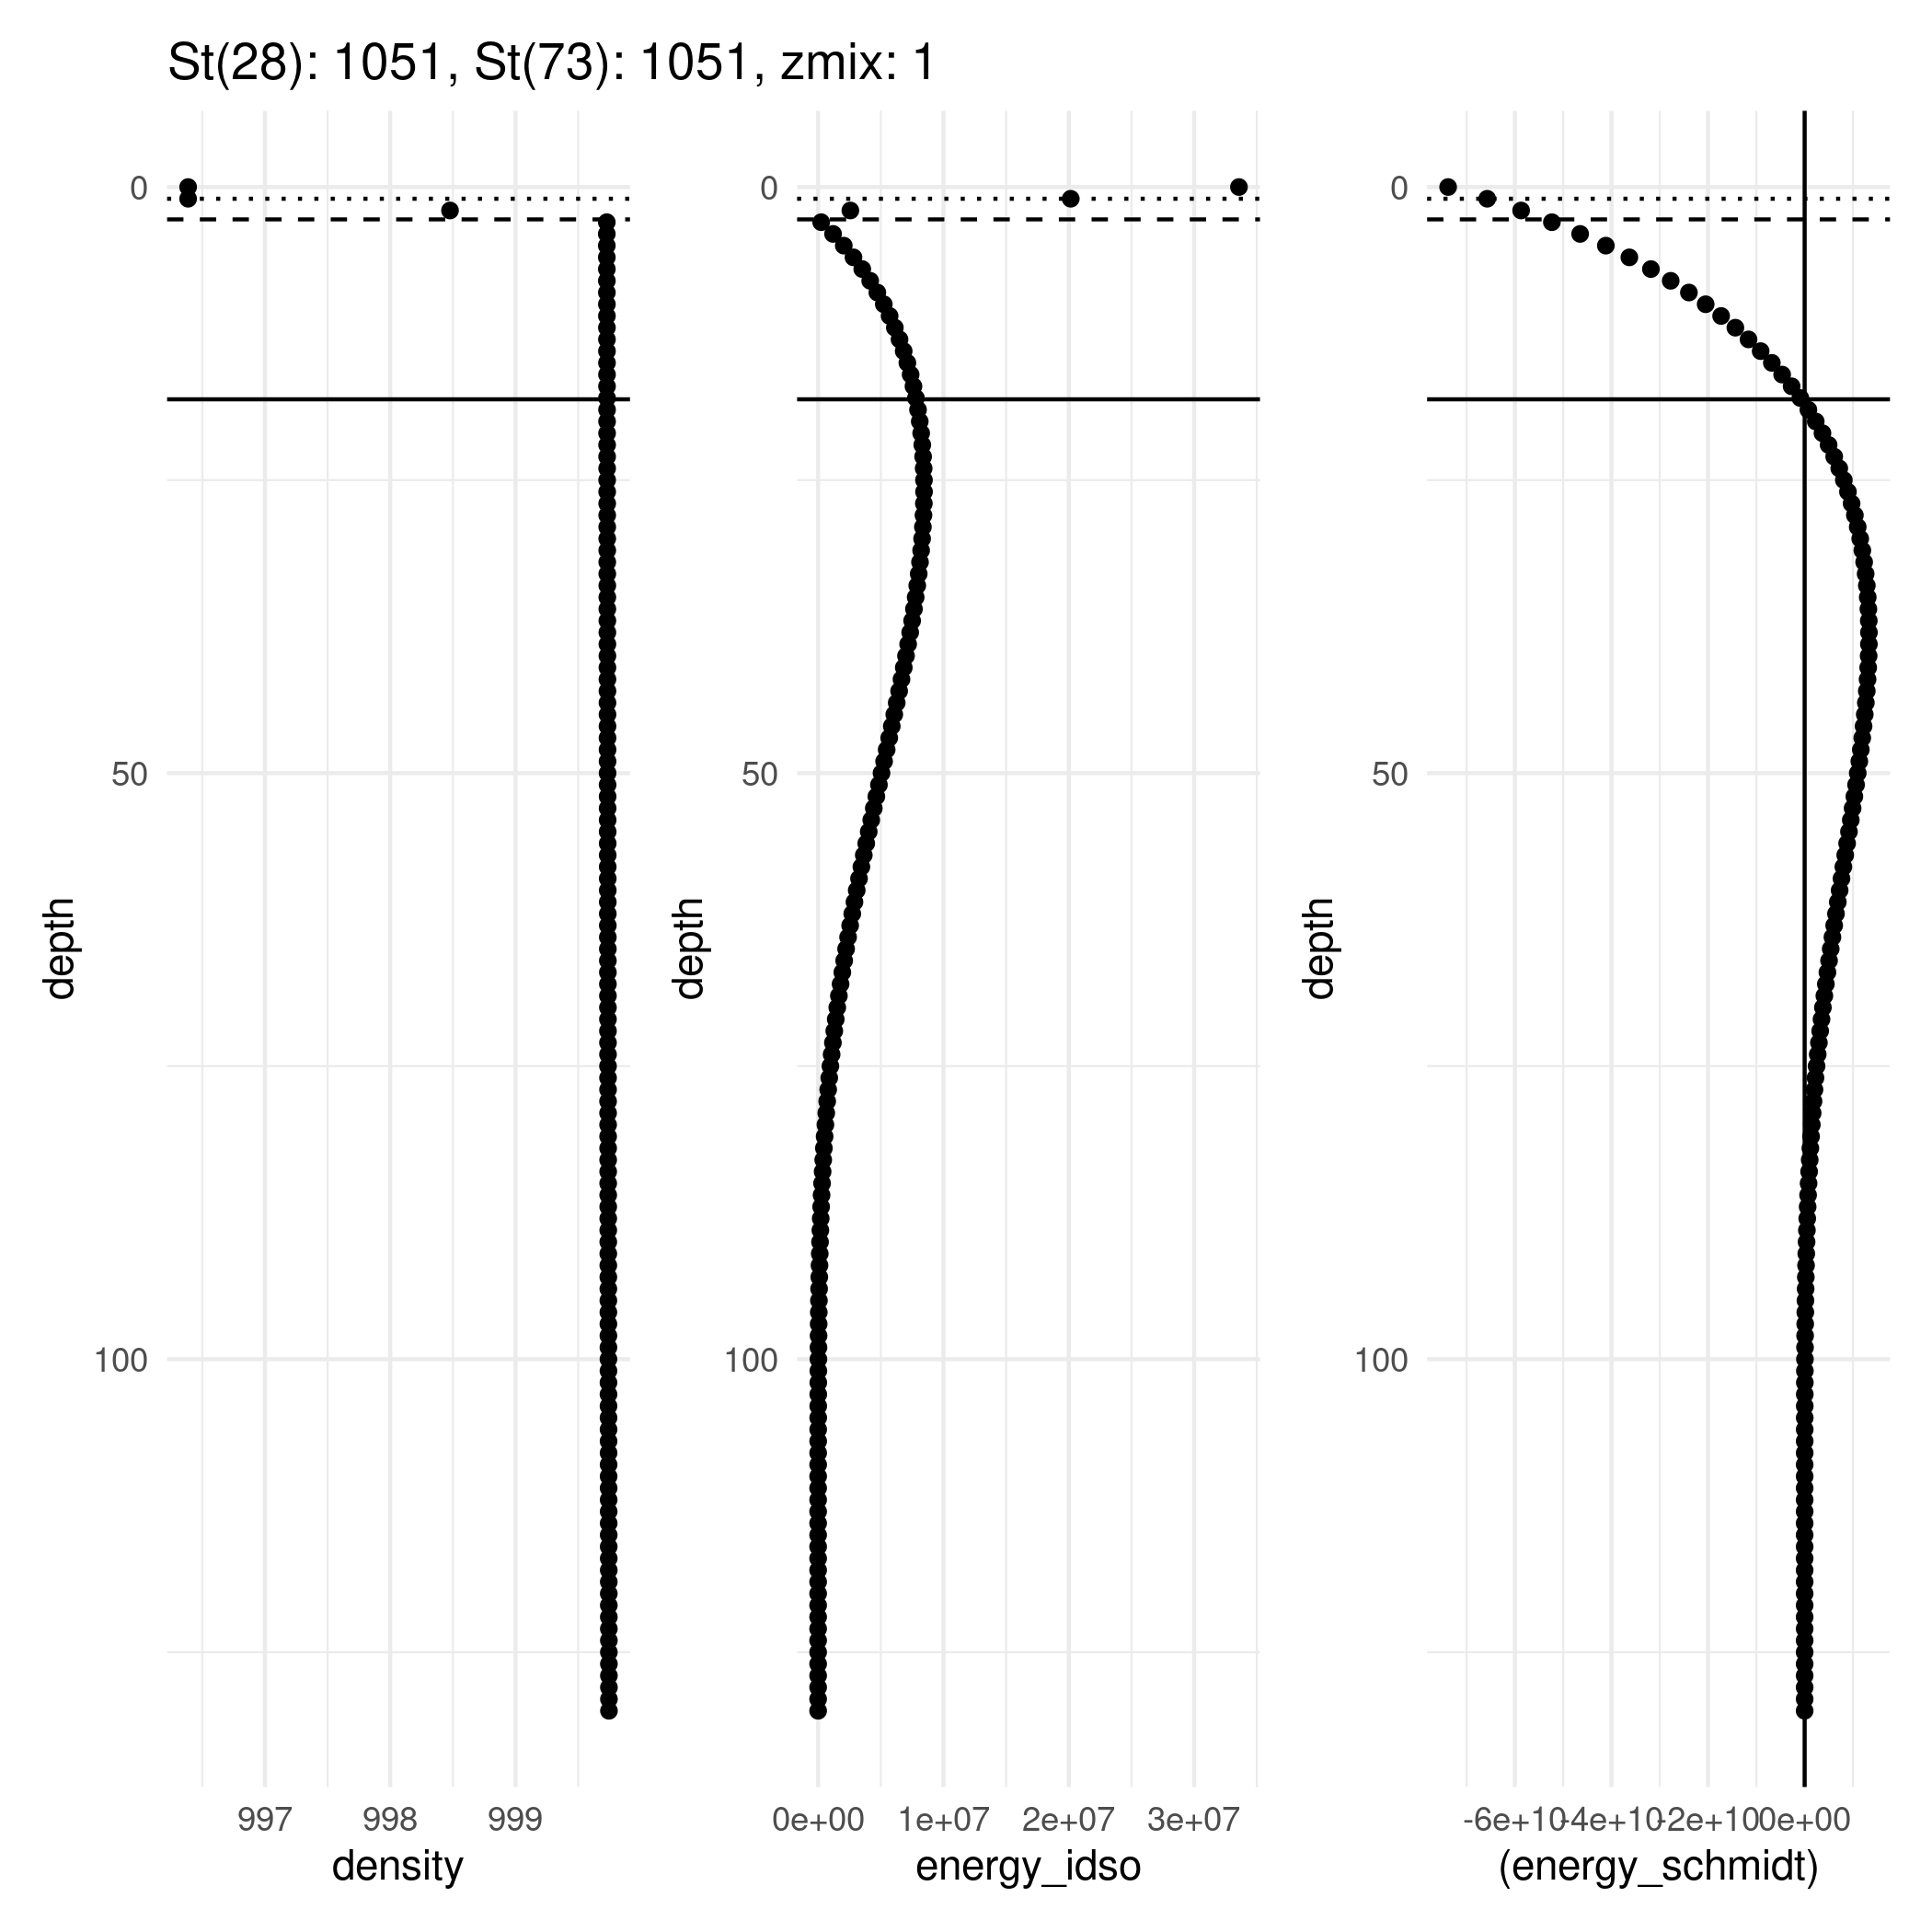 St(28): 1051, St(73): 1051, zmix: 1
0
50
100
depth
997 998 999
density
0
50
100
depth
0e+00 1e+07 2e+07 3e+07
energy_idso
0
50
100
depth
-6e+10 -4e+10 -2e+10 0e+00
(energy_schmidt)